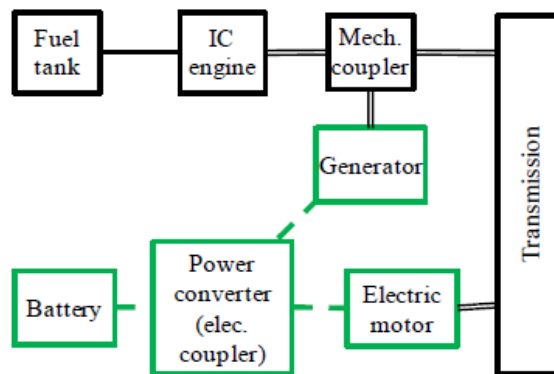 Fuel
tank
IC
engine
Mech.
coupler
Transmission
Generator
Battery
Power
converter
(elec.
coupler)
Electric
motor